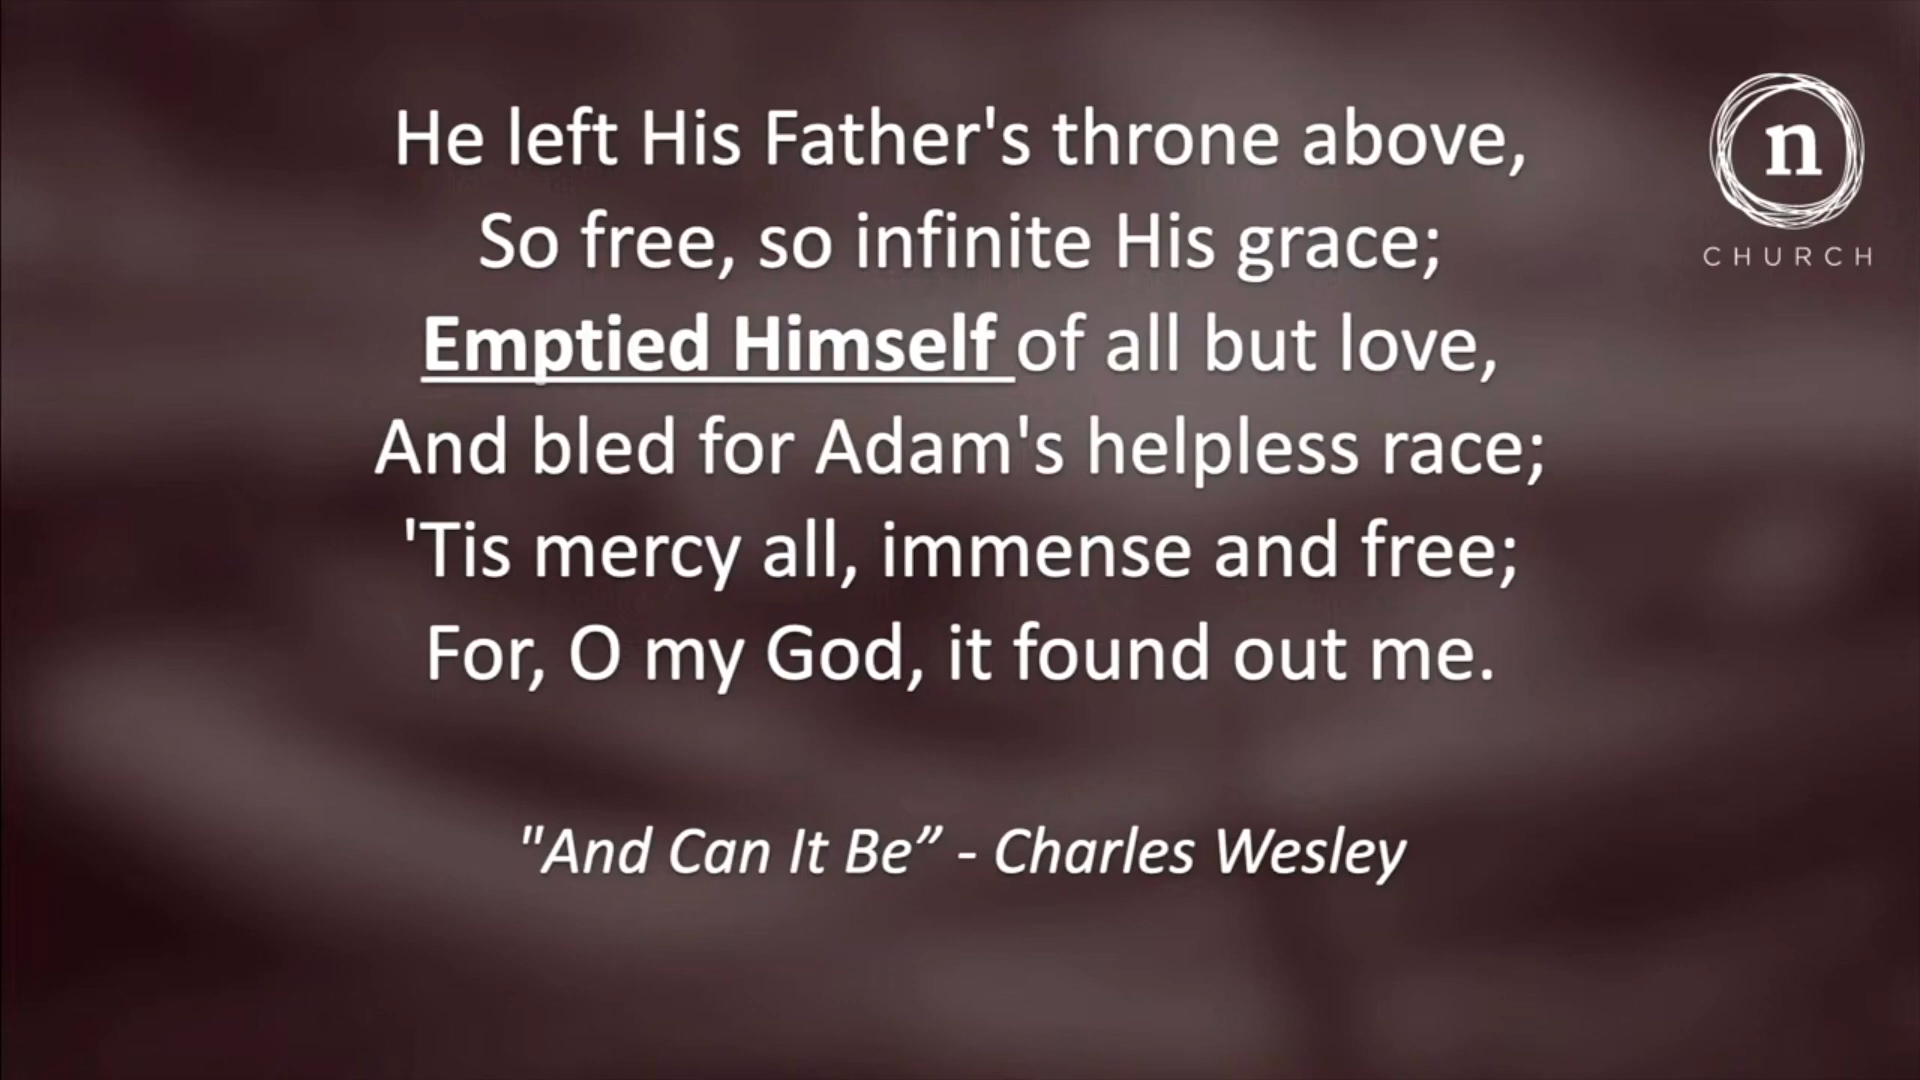 He left His Father's throne above,
So free, so infinite His grace;
Emptied Himself of all but love,
And bled for Adam's helpless race;
'Tis mercy all, immense and free;
For, O my God, it found out me.
"And Can It Be” - Charles Wesley
n
CHURCH